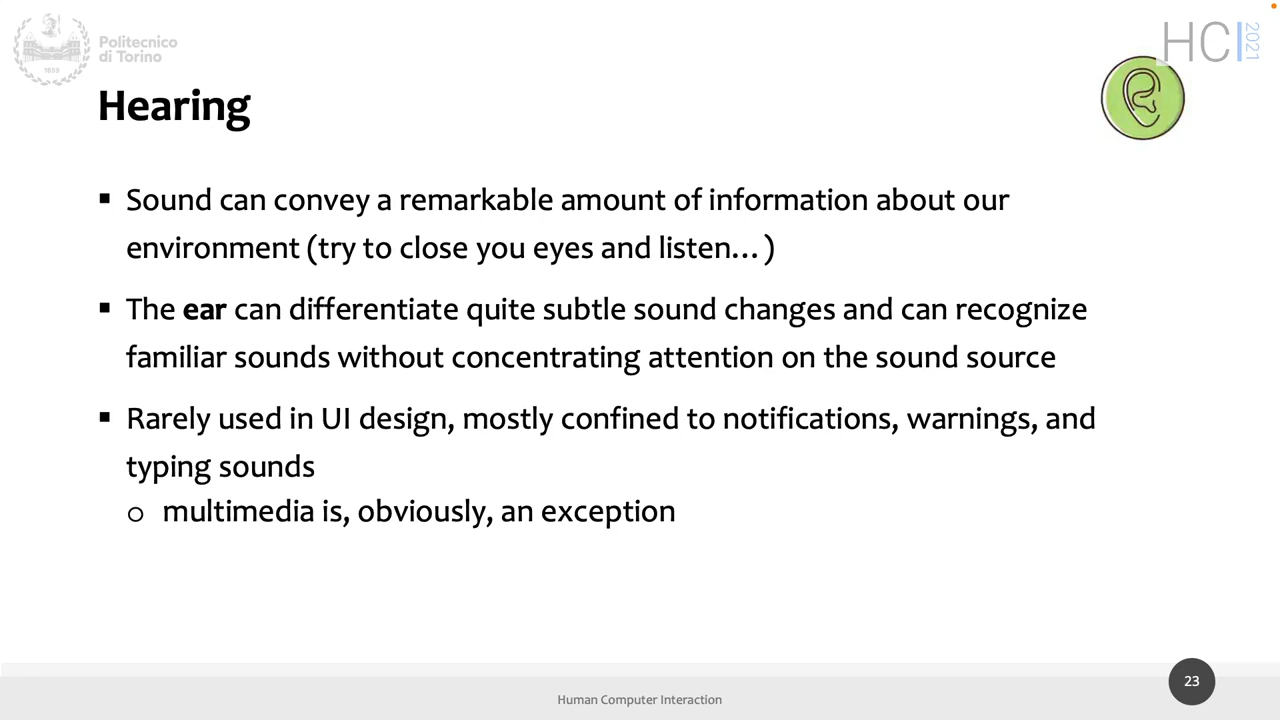 Politecnico
di Torino
1859
HCI 2021
Hearing
▪ Sound can convey a remarkable amount of information about our
environment (try to close you eyes and listen… )
▪ The ear can differentiate quite subtle sound changes and can recognize
familiar sounds without concentrating attention on the sound source
▪ Rarely used in UI design, mostly confined to notifications, warnings, and
typing sounds
o multimedia is, obviously, an exception
Human Computer Interaction
23